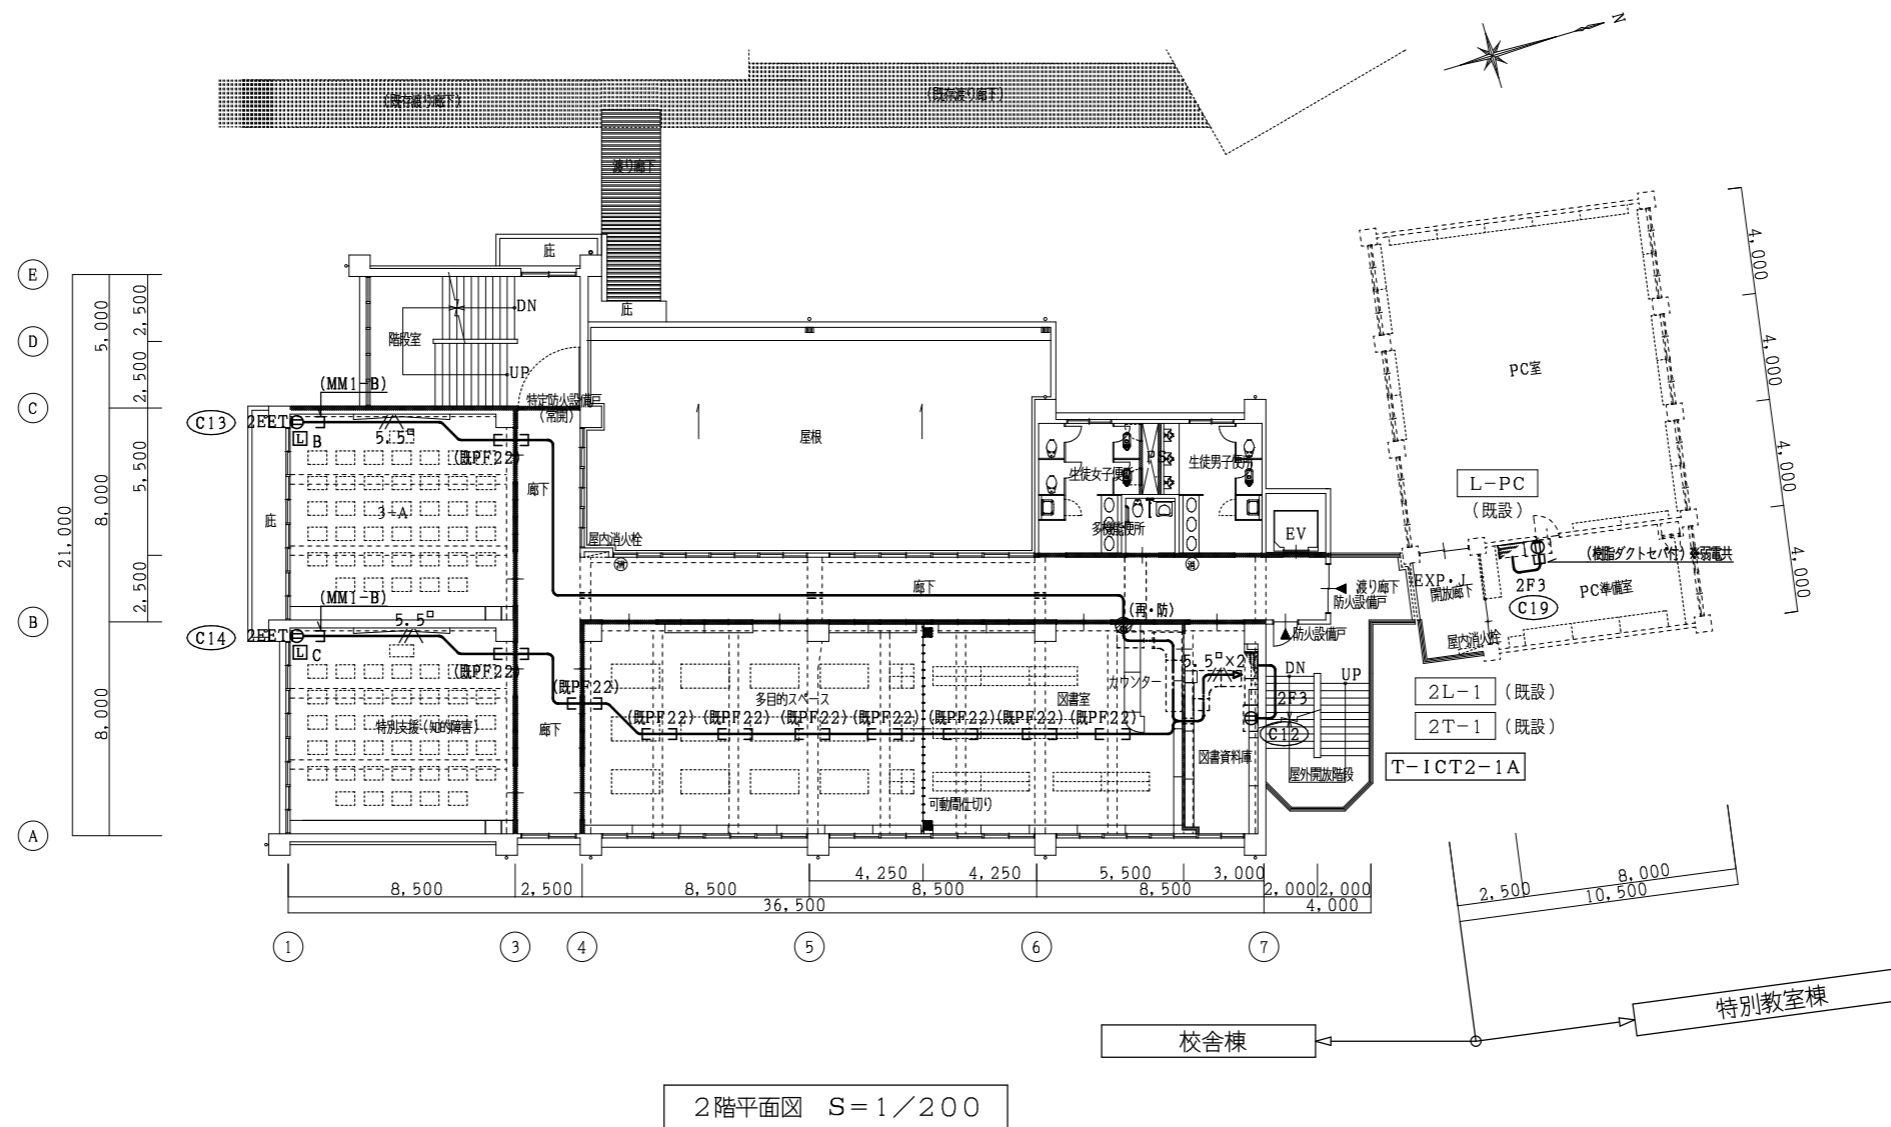 N
(既存渡り廊下)
(既存渡り廊下)
渡り廊下
庇
庇
E
D
C
B
A
21,000
5,000
8,000
8,000
2,500
2,500
5,500
2,500
DN
階段室
UP
(MM1-B)
特定防火設備戸
(常開)
C13
2EET
5.5□
L B
(既PF22)
廊下
3-A
庇
屋根
屋内消火栓
消
生徒女子便所
PS
生徒男子便所
多機能便所
消
EV
廊下
(再・防)
渡り廊下
防火設備戸
防火設備戸
EXP・J
開放廊下
屋内消火栓
PC室
L-PC
(既設)
(樹脂ダクトセパ付)※弱電共
2F3
PC準備室
C19
4,000
4,000
4,000
4,000
(MM1-B)
C14
2EET
5.5□
L C
(既PF22)
特別支援(知的障害)
廊下
(既PF22)
多目的スペース
(既PF22)
(既PF22)
(既PF22)
(既PF22)
図書室
(既PF22)
(既PF22)
(既PF22)
カウンター
5.5□×2
可動間仕切り
図書資料庫
DN
UP
2F3
C12
屋外開放階段
2L-1
(既設)
2T-1
(既設)
T-ICT2-1A
4,250
4,250
5,500
3,000
8,500
2,500
8,500
8,500
8,500
2,000
2,000
36,500
4,000
2,500
8,000
10,500
1
3
4
5
6
7
校舎棟
特別教室棟
2階平面図 S=1/200